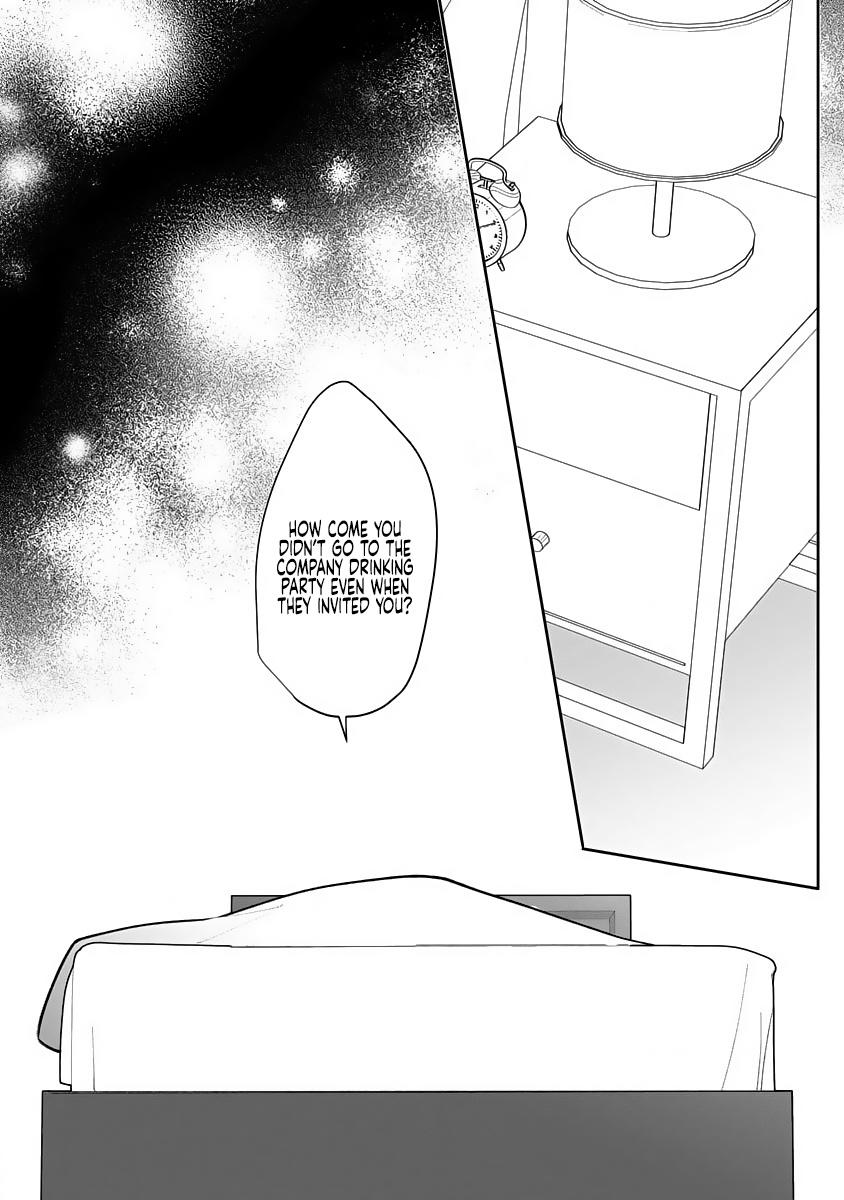 HOW COME YOU
DIDN'T GO TO THE
COMPANY DRINKING
PARTY EVEN WHEN
THEY INVITED YOU?